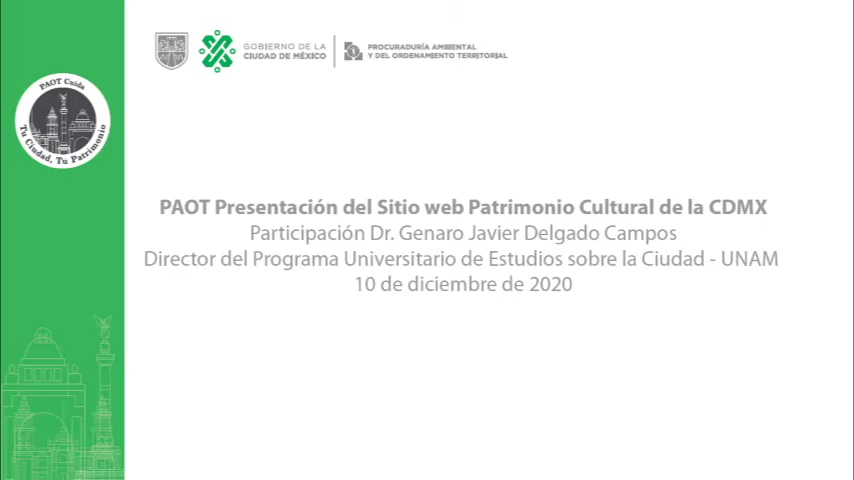 GOBIERNO DE LA
CIUDAD DE MÉXICO
PROCURADURÍA AMBIENTAL
Y DEL ORDENAMIENTO TERRITORIAL
PAOT Cuida
Tu Ciudad, Tu Patrimonio
PAOT Presentación del Sitio web Patrimonio Cultural de la CDMX
Participación Dr. Genaro Javier Delgado Campos
Director del Programa Universitario de Estudios sobre la Ciudad - UNAM
10 de diciembre de 2020